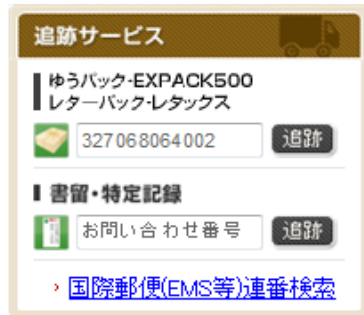 追跡サービス
ゆうパック・EXPACK500
レターパック・レタックス
327068064002 追跡
書留・特定記録
お問い合わせ番号 追跡
国際郵便(EMS等)連番検索